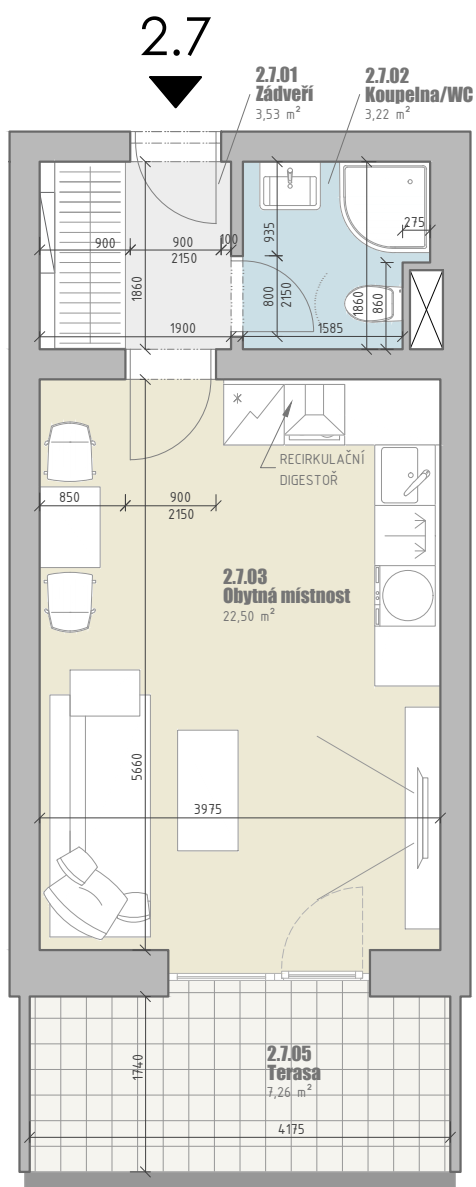 2.7
2.7.01
Zádveří
3,53 m²
2.7.02
Koupelna/WC
3,22 m²
275
900
900
2150
100
935
1860
800
2150
1860
860
1900
1585
RECIRKULAČNÍ
DIGESTOŘ
850
900
2150
2.7.03
Obytná místnost
22,50 m²
5660
3975
2.7.05
Terasa
7,26 m²
1740
4175